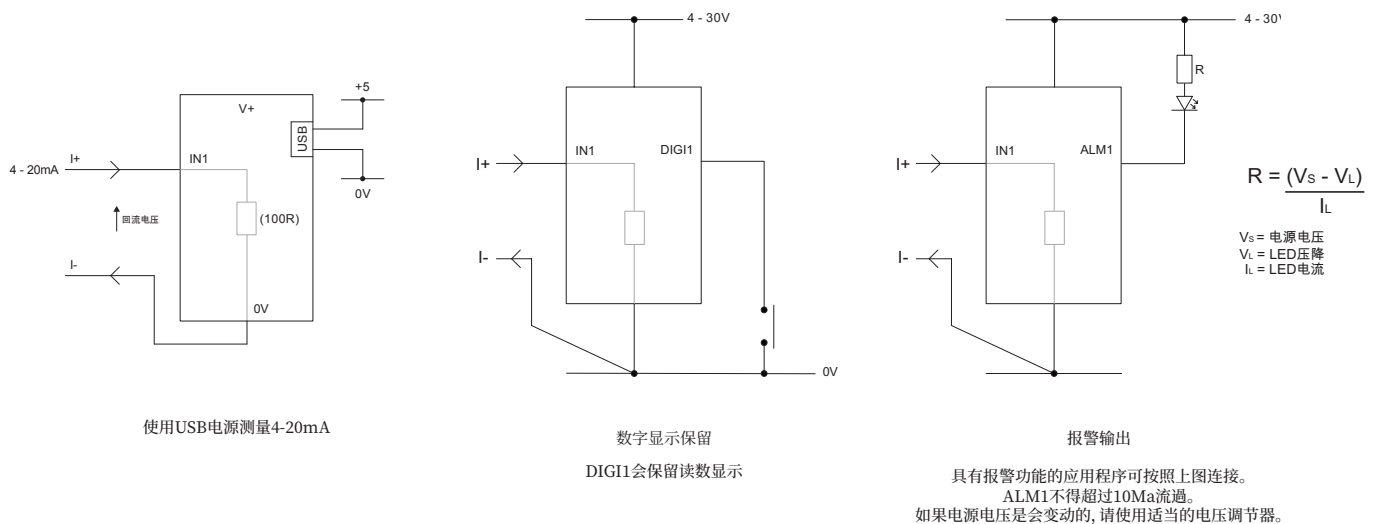 V+
+5
USB
0V
4 - 20mA
I+
IN1
回流电压
(100R)
I-
0V
使用USB电源测量4-20mA
4 - 30V
I+
IN1
DIGI1
I-
0V
数字显示保留
DIGI1会保留读数显示
4 - 30V
R
I+
IN1
ALM1
I-
R = (VS - VL)
IL
VS = 电源电压
VL = LED压降
IL = LED电流
报警输出
具有报警功能的应用程序可按照上图连接。
ALM1不得超过10Ma流過。
如果电源电压是会变动的, 请使用适当的电压调节器。